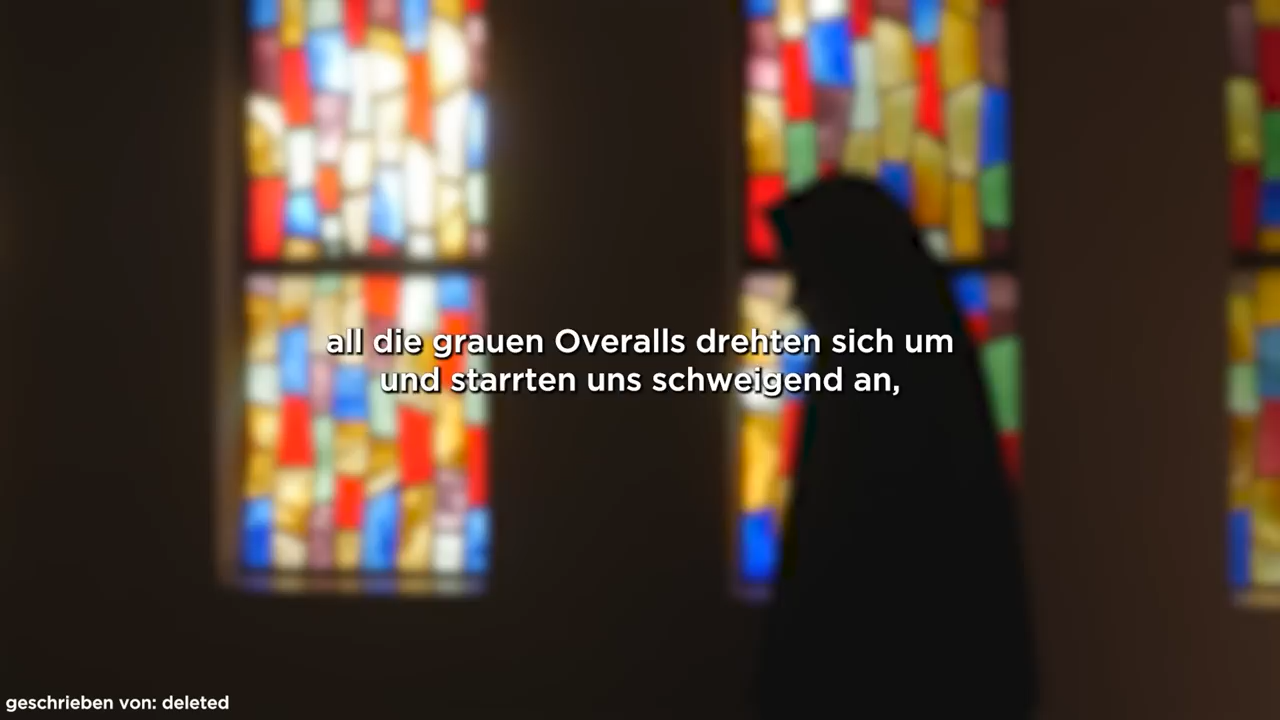 all die grauen Overalls drehten sich um
und starrten uns schweigend an,
geschrieben von: deleted